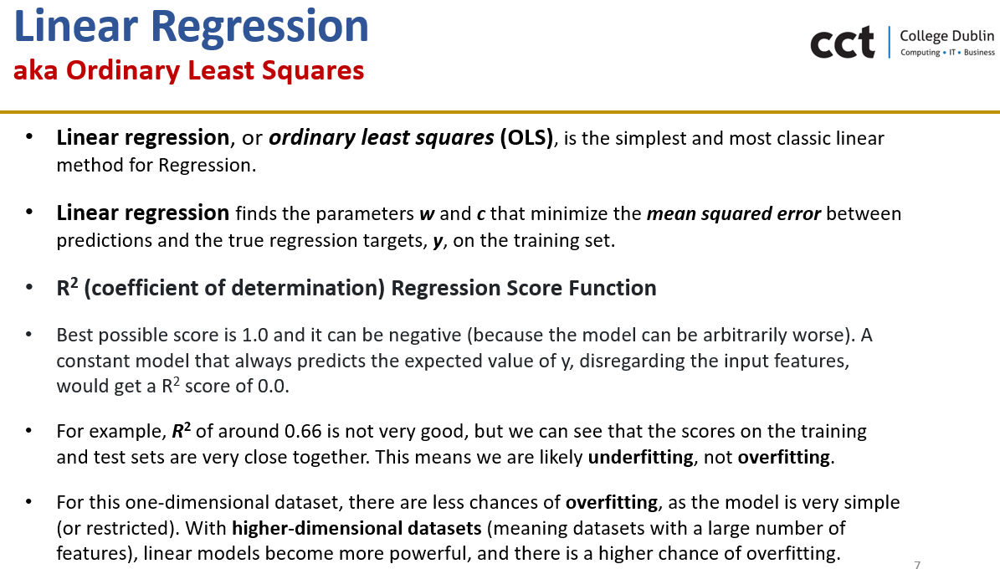 Linear Regression
aka Ordinary Least Squares
cct
College Dublin
Computing • IT • Business
• Linear regression, or ordinary least squares (OLS), is the simplest and most classic linear
method for Regression.
• Linear regression finds the parameters w and c that minimize the mean squared error between
predictions and the true regression targets, y, on the training set.
• R² (coefficient of determination) Regression Score Function
• Best possible score is 1.0 and it can be negative (because the model can be arbitrarily worse). A
constant model that always predicts the expected value of y, disregarding the input features,
would get a R² score of 0.0.
• For example, R² of around 0.66 is not very good, but we can see that the scores on the training
and test sets are very close together. This means we are likely underfitting, not overfitting.
• For this one-dimensional dataset, there are less chances of overfitting, as the model is very simple
(or restricted). With higher-dimensional datasets (meaning datasets with a large number of
features), linear models become more powerful, and there is a higher chance of overfitting.
7